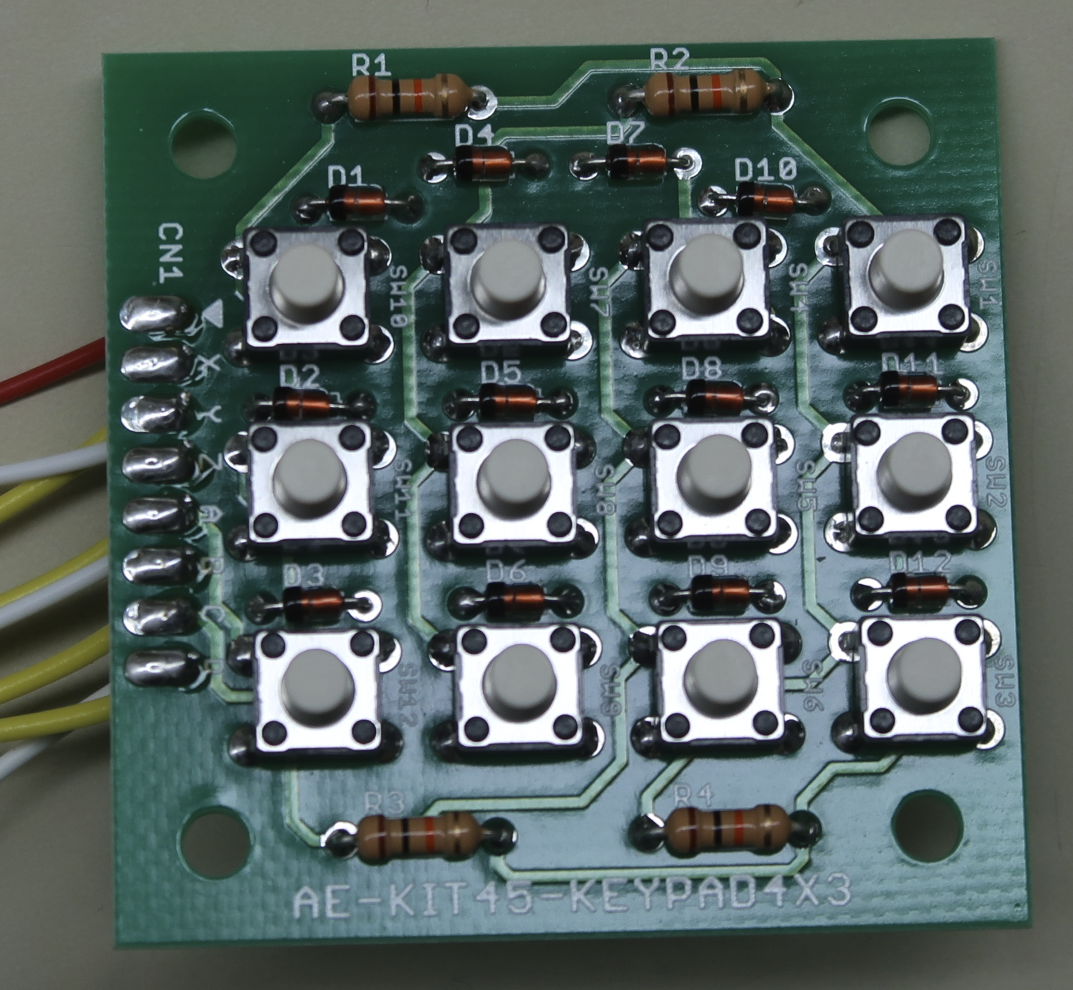 R1
R2
D4
D7
D1
D10
CN1
SW10
SW7
SW4
SW1
X
Y
Z
A
B
C
D
D2
D5
D8
D11
SW11
SW8
SW5
SW2
D3
D6
D9
D12
SW12
SW9
SW6
SW3
R3
R4
AE-KIT45-KEYPAD4X3